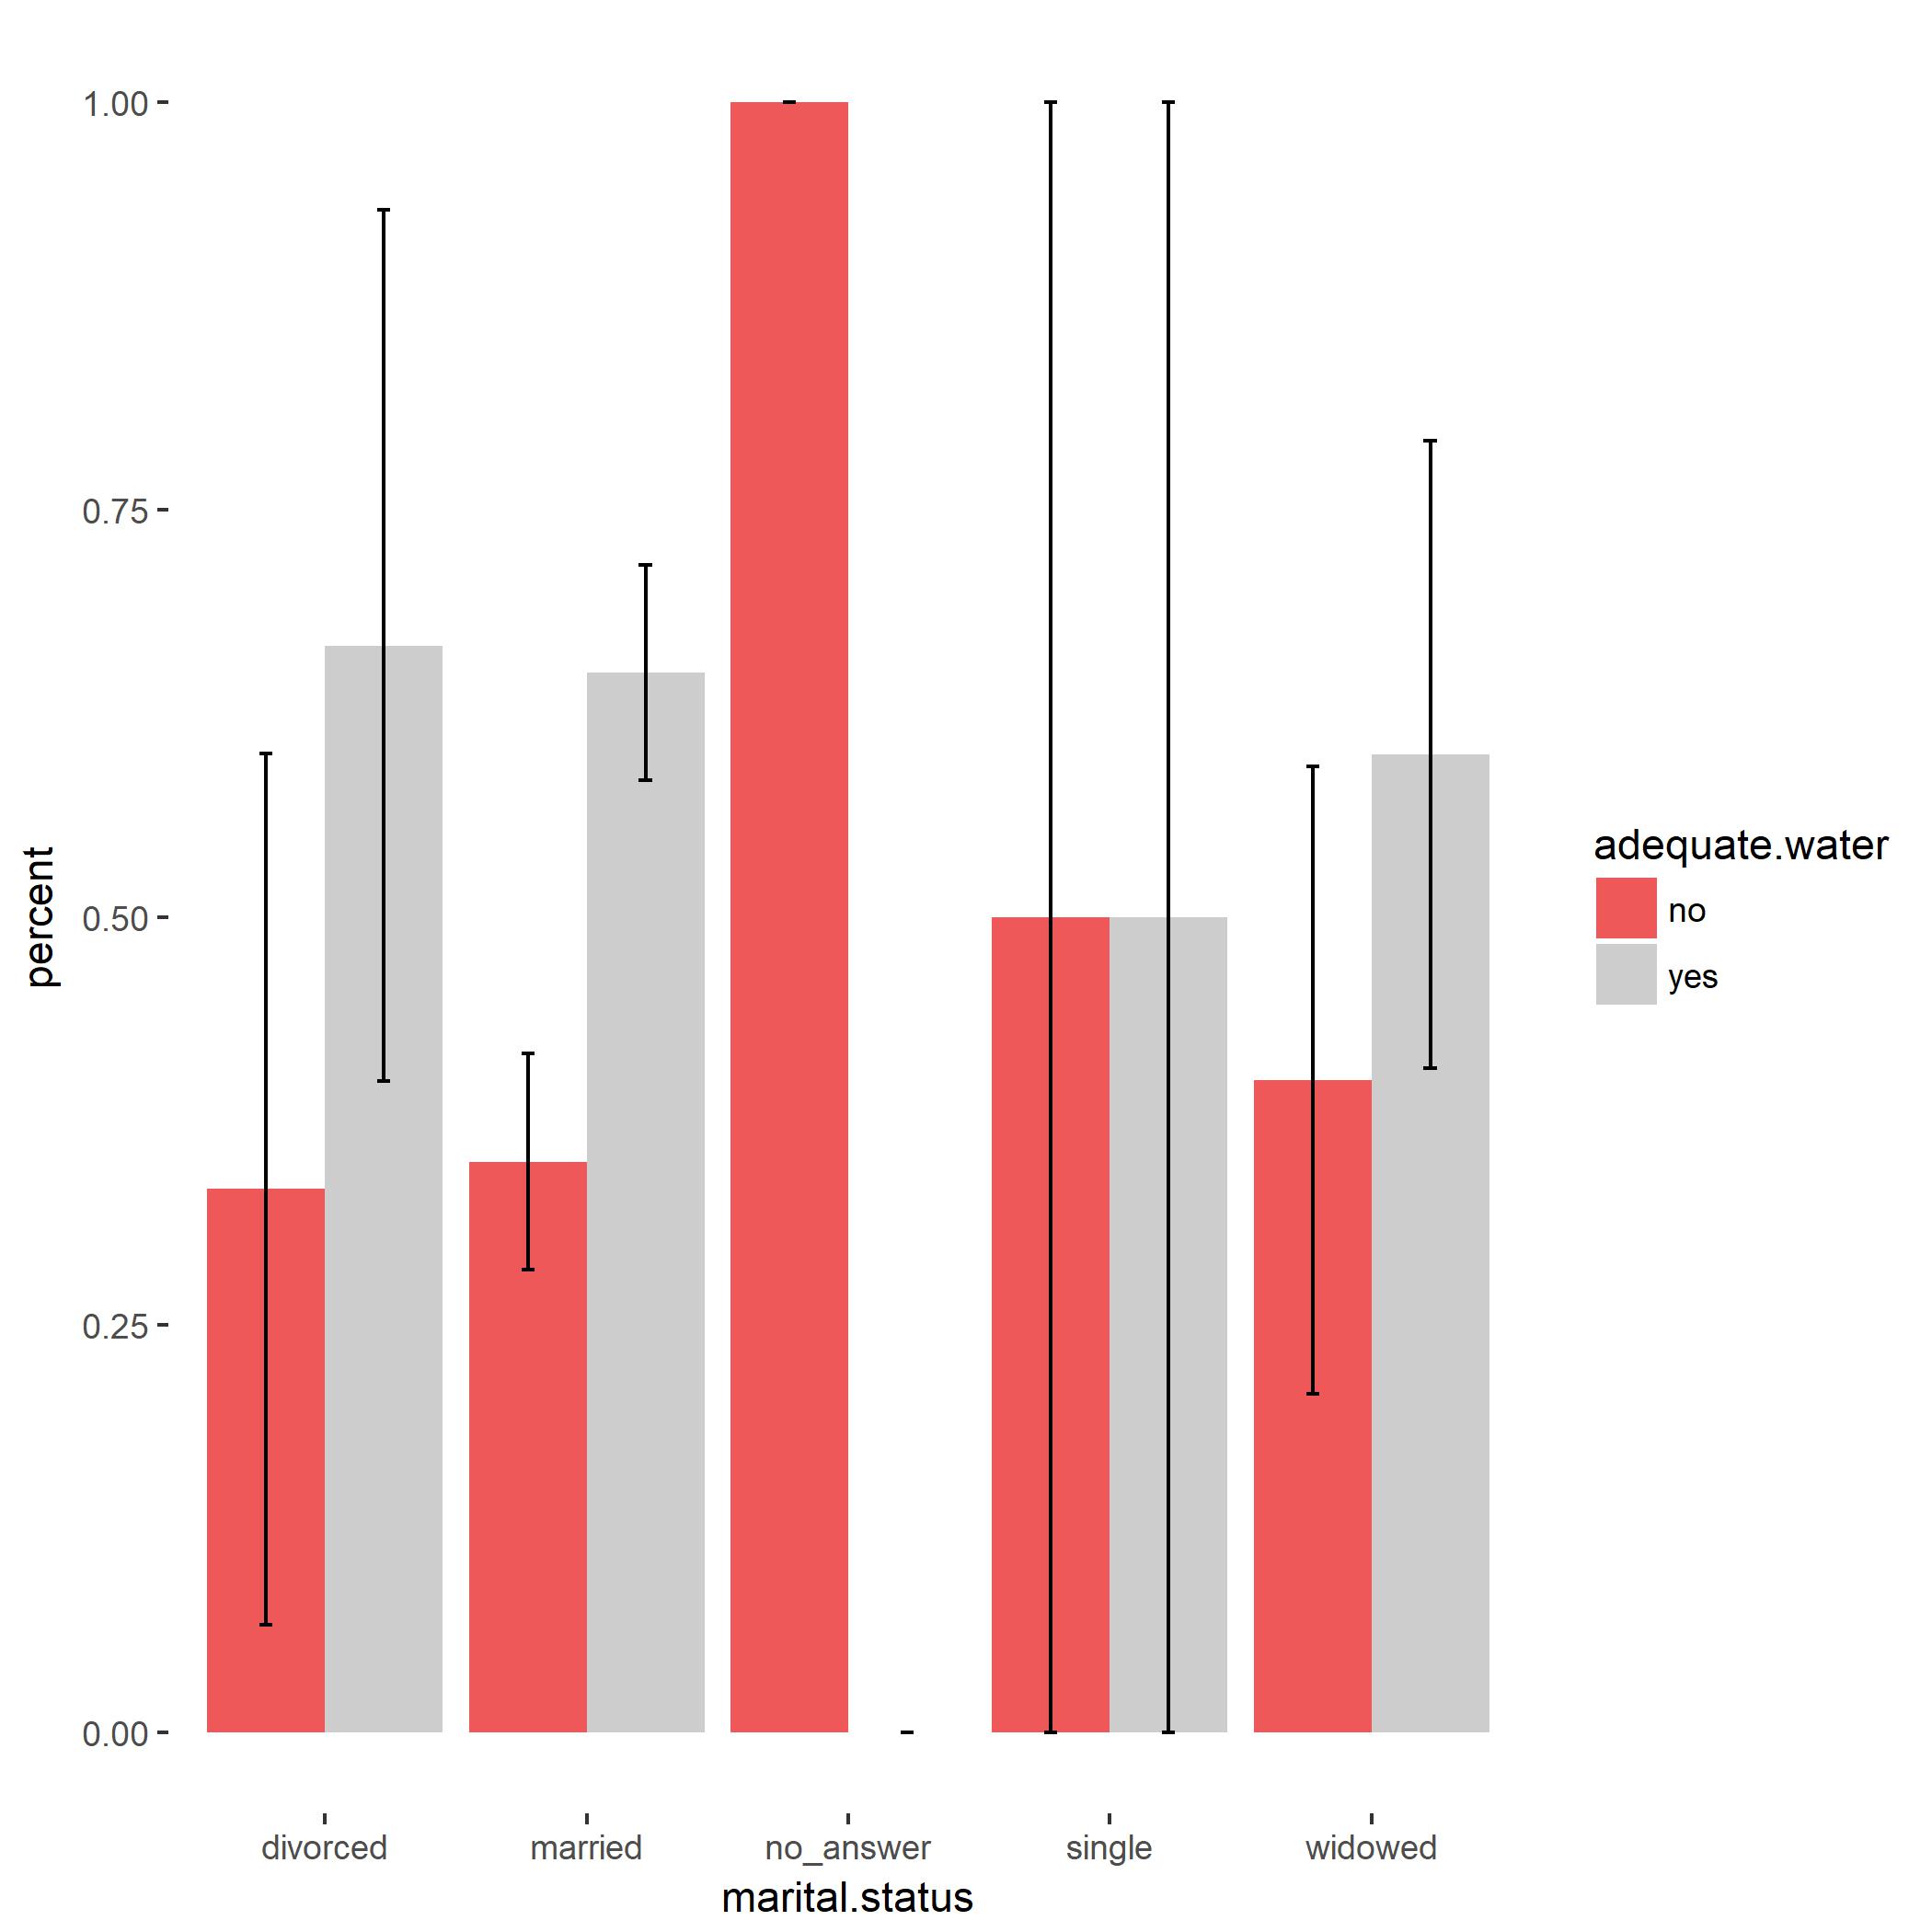 1.00
0.75
0.50
0.25
0.00
percent
divorced married no_answer single widowed
marital.status
adequate.water
no
yes